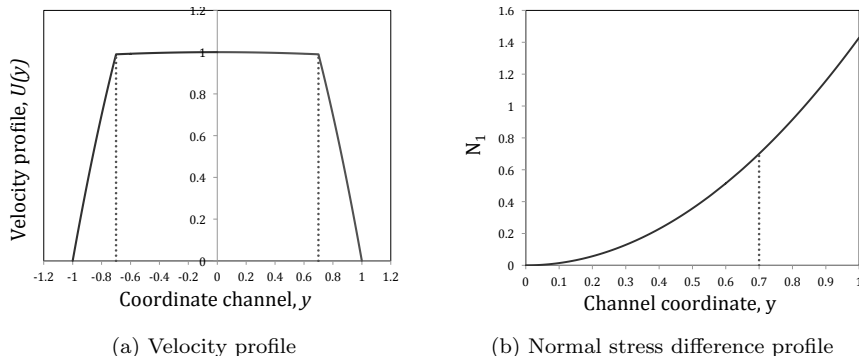 1.2
1
0.8
0.6
0.4
0.2
0
-1.2 -1 -0.8 -0.6 -0.4 -0.2 0 0.2 0.4 0.6 0.8 1 1.2
Velocity profile, U(y)
Coordinate channel, y
(a) Velocity profile
1.6
1.4
1.2
1
0.8
0.6
0.4
0.2
0
0 0.1 0.2 0.3 0.4 0.5 0.6 0.7 0.8 0.9 1
N₁
Channel coordinate, y
(b) Normal stress difference profile